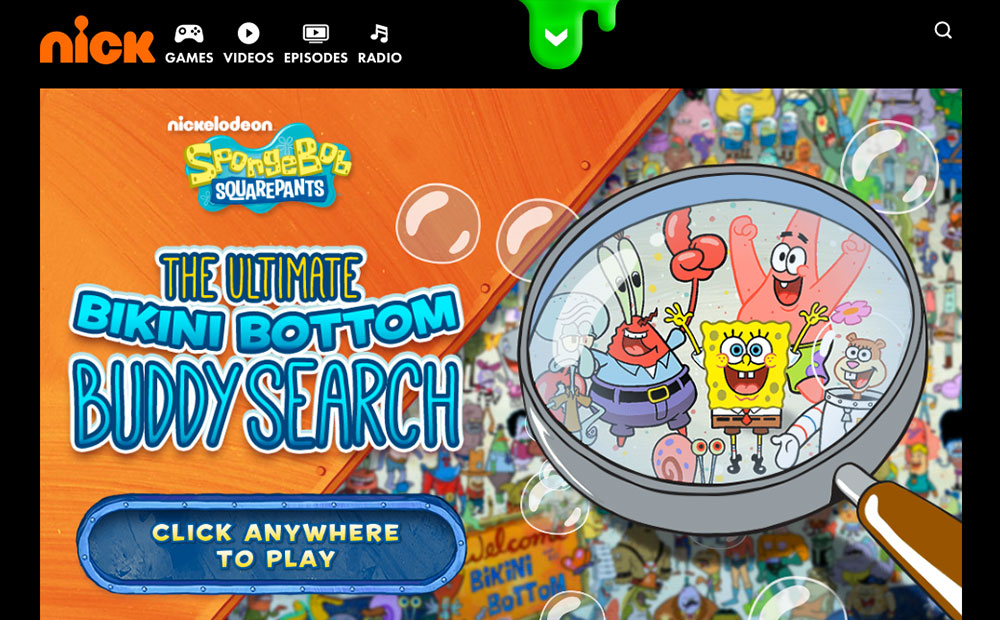 nick
GAMES VIDEOS EPISODES RADIO
nickelodeon
SpongeBob
SQUAREPANTS
THE ULTIMATE
BIKINI BOTTOM
BUDDY SEARCH
CLICK ANYWHERE
TO PLAY
Welcome
BIKINI
BOTTOM